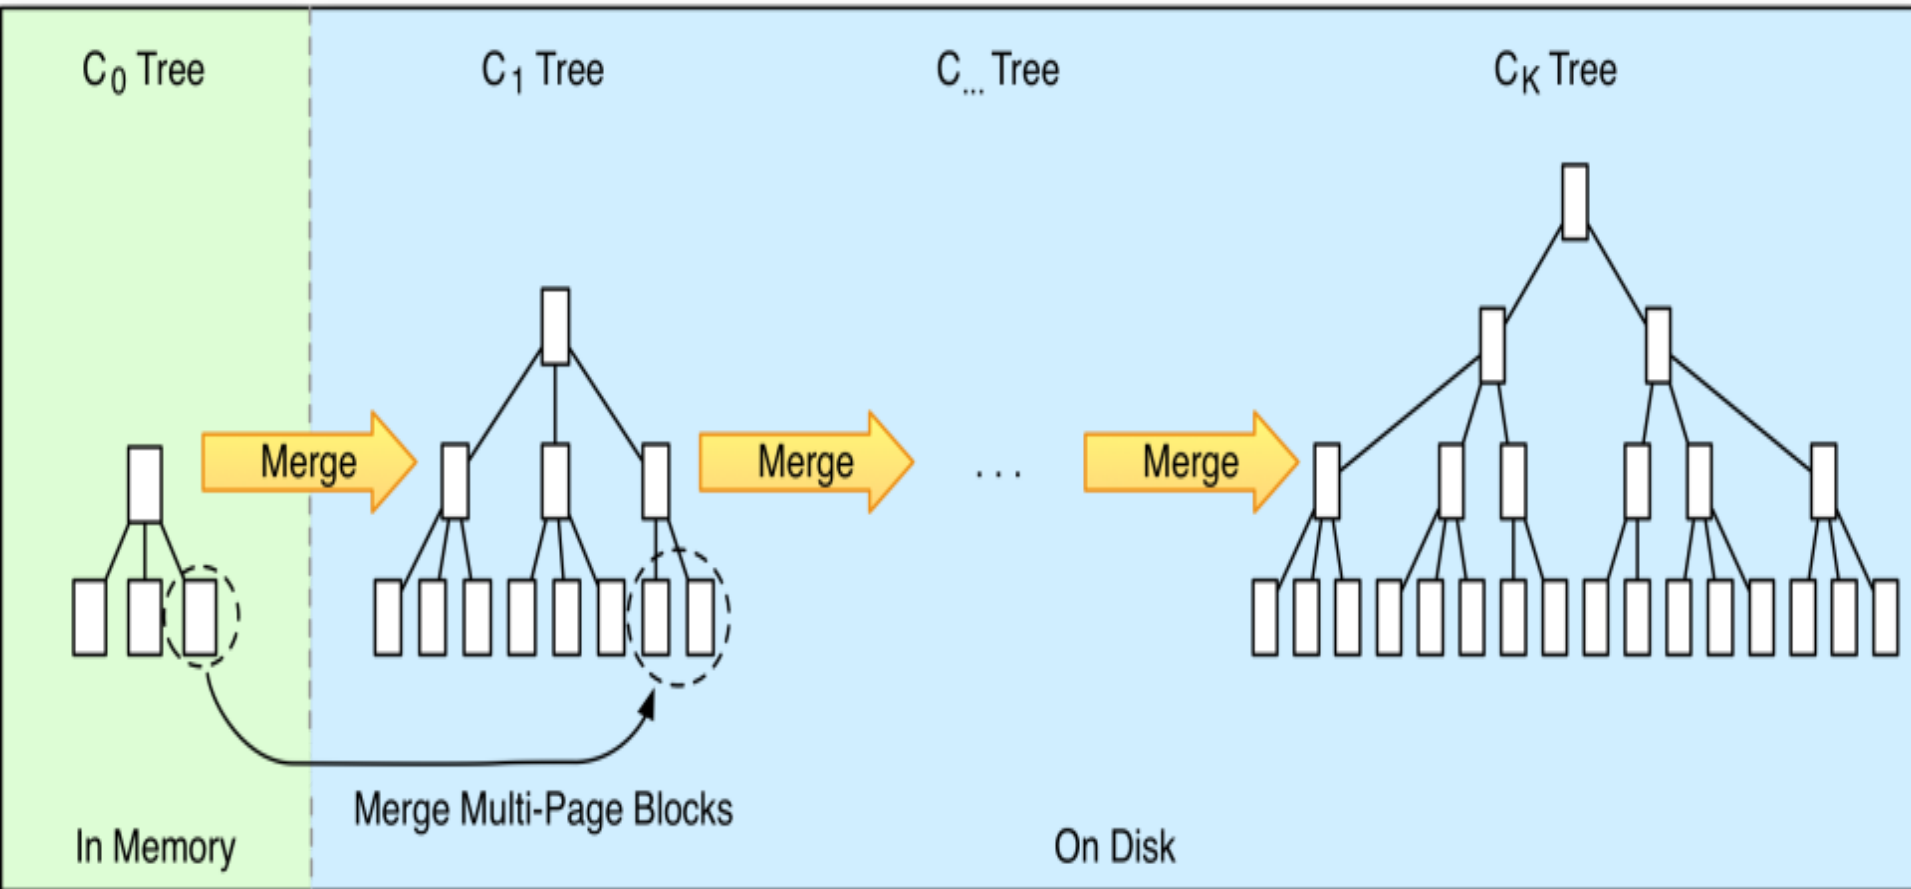 C0 Tree
C1 Tree
C... Tree
CK Tree
Merge
Merge
...
Merge
Merge Multi-Page Blocks
In Memory
On Disk